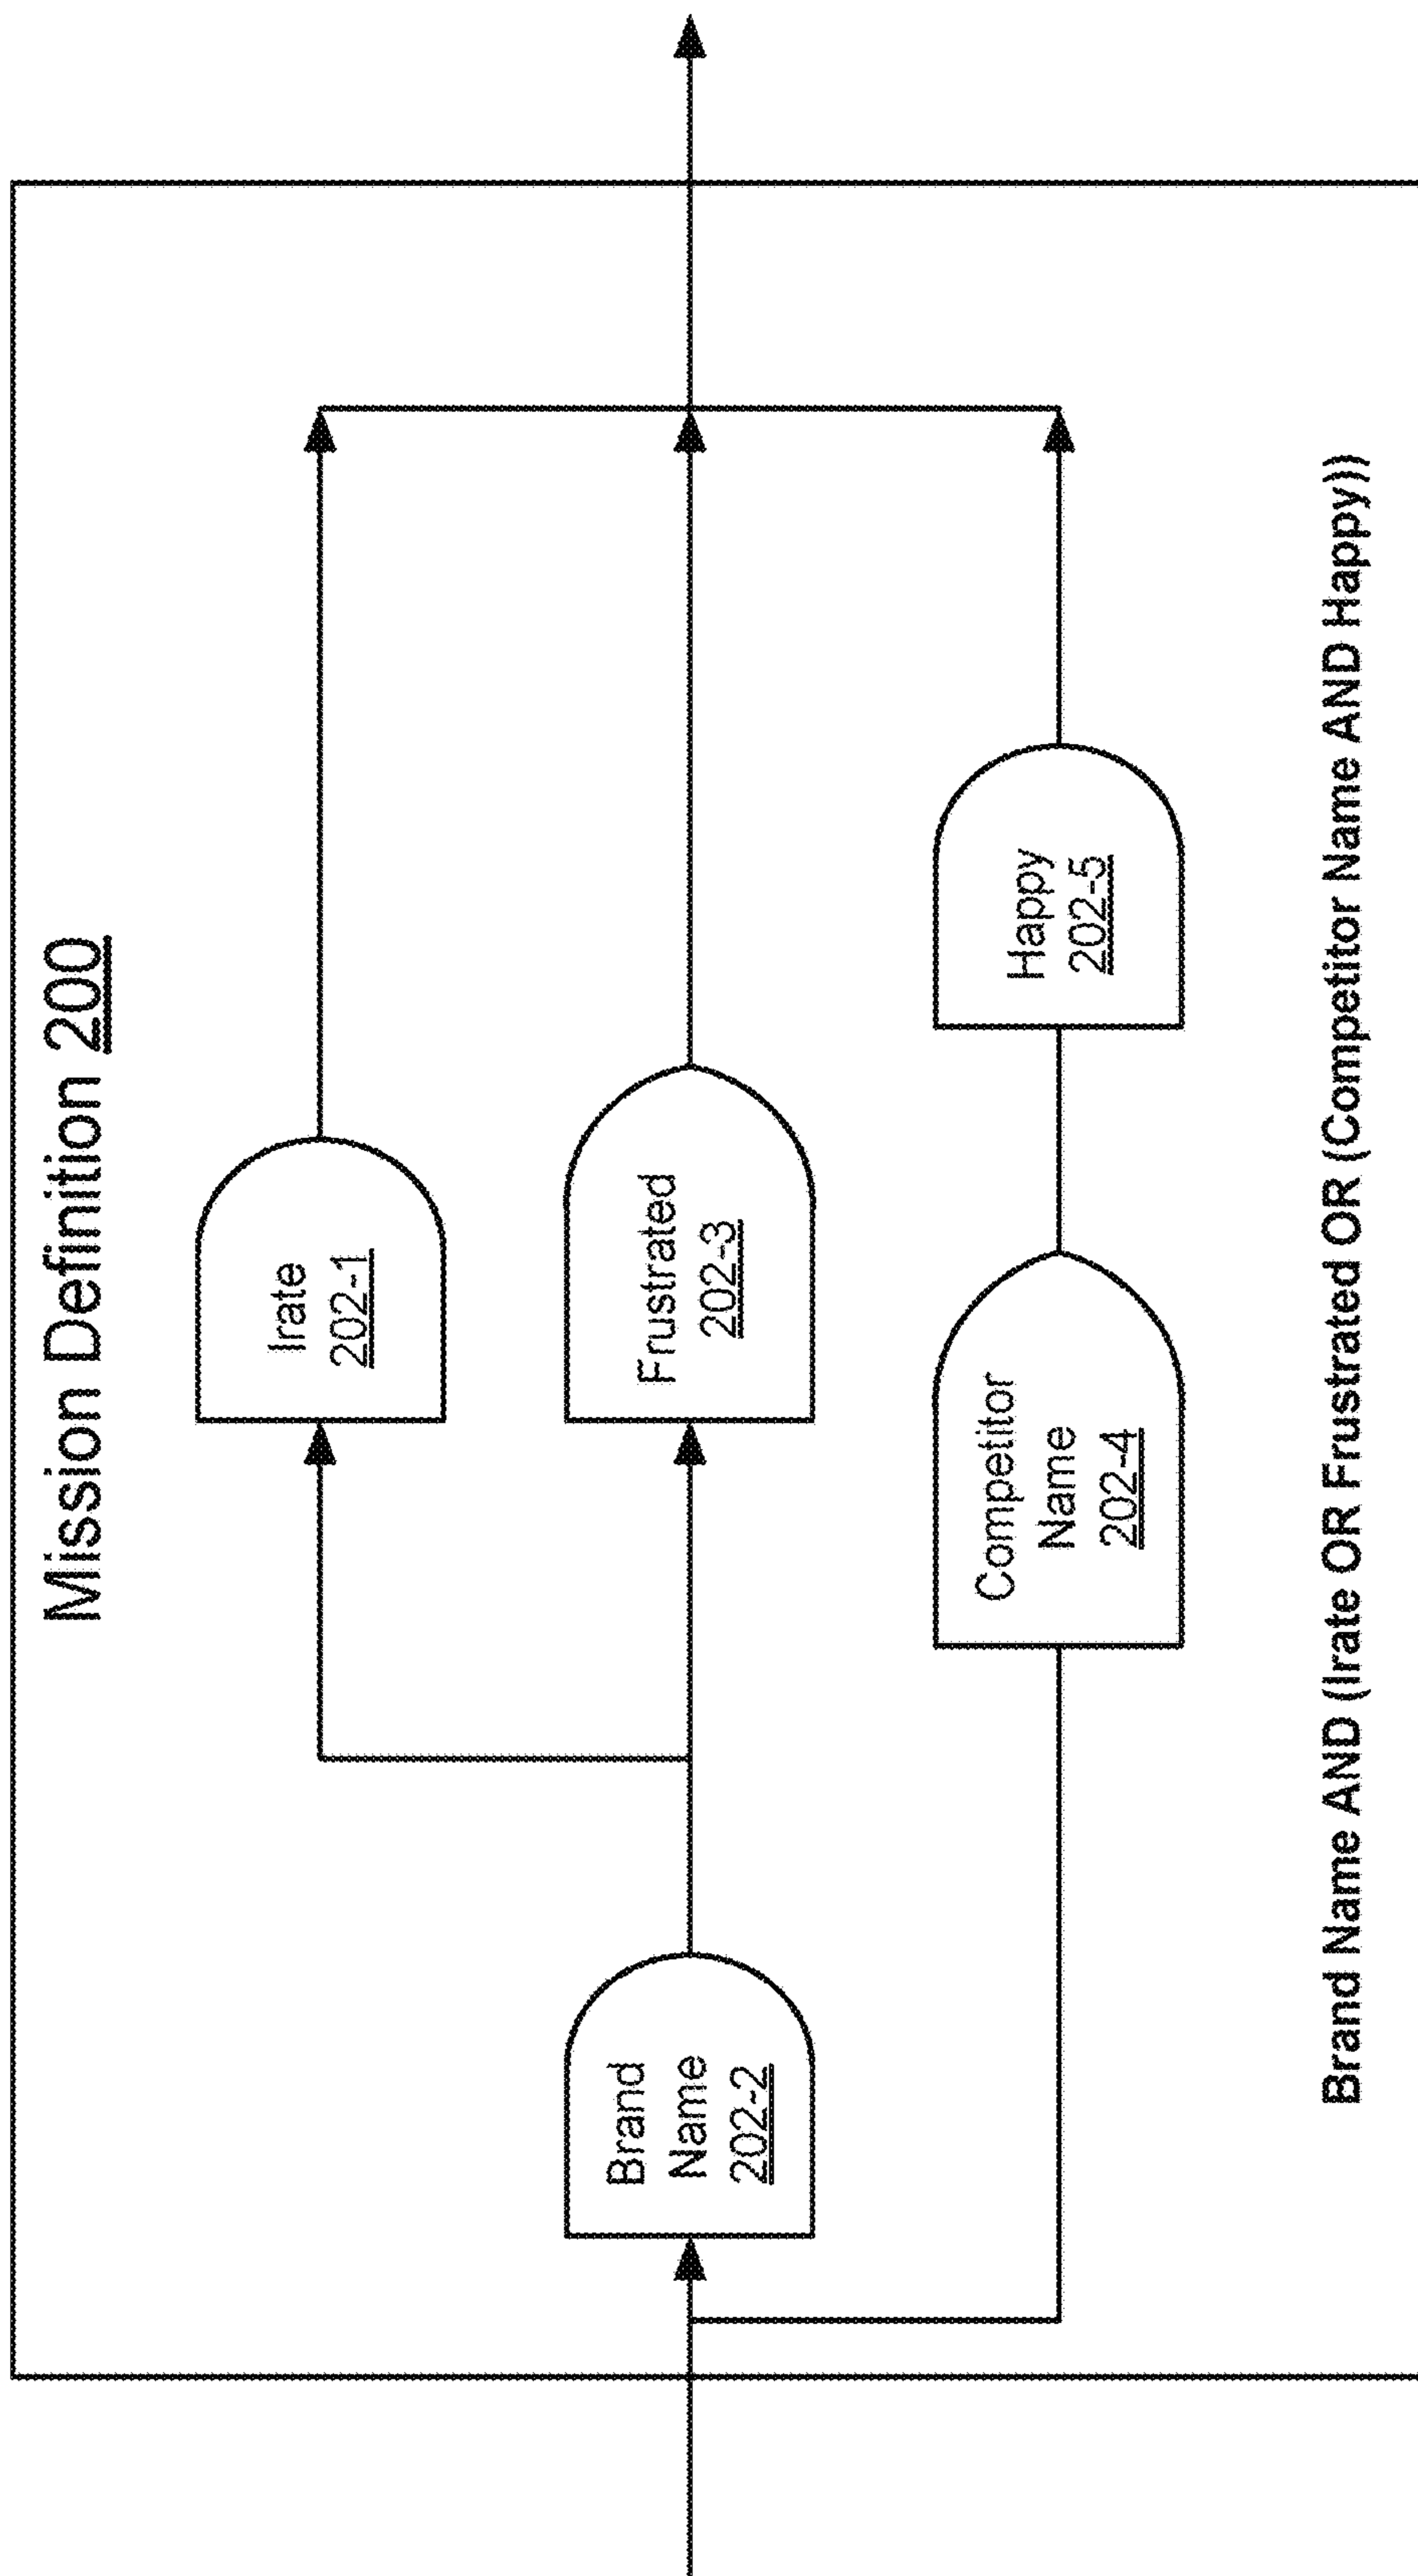 Mission Definition 200
Irate
202-1
Brand
Name
202-2
Frustrated
202-3
Competitor
Name
202-4
Happy
202-5
Brand Name AND (Irate OR Frustrated OR (Competitor Name AND Happy))